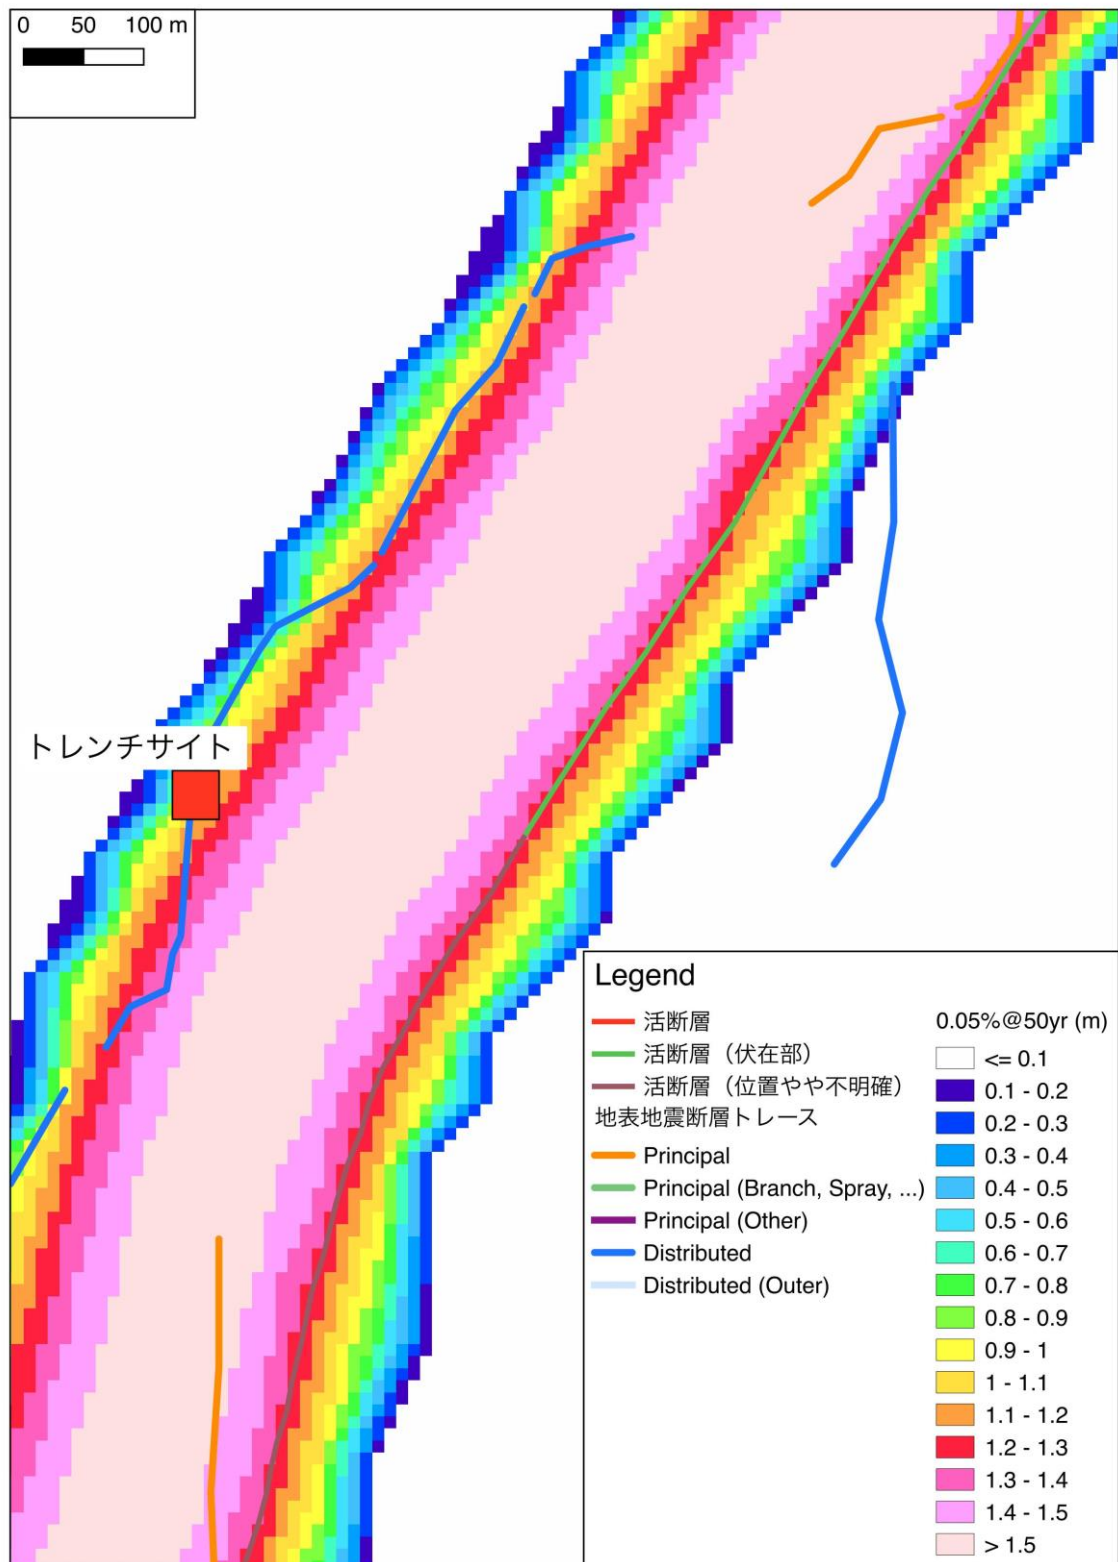 0 50 100 m
トレンチサイト
Legend
活断層
活断層（伏在部）
活断層（位置やや不明確）
地表地震断層トレース
Principal
Principal (Branch, Spray, ...)
Principal (Other)
Distributed
Distributed (Outer)
0.05%@50yr (m)
<= 0.1
0.1 - 0.2
0.2 - 0.3
0.3 - 0.4
0.4 - 0.5
0.5 - 0.6
0.6 - 0.7
0.7 - 0.8
0.8 - 0.9
0.9 - 1
1 - 1.1
1.1 - 1.2
1.2 - 1.3
1.3 - 1.4
1.4 - 1.5
> 1.5